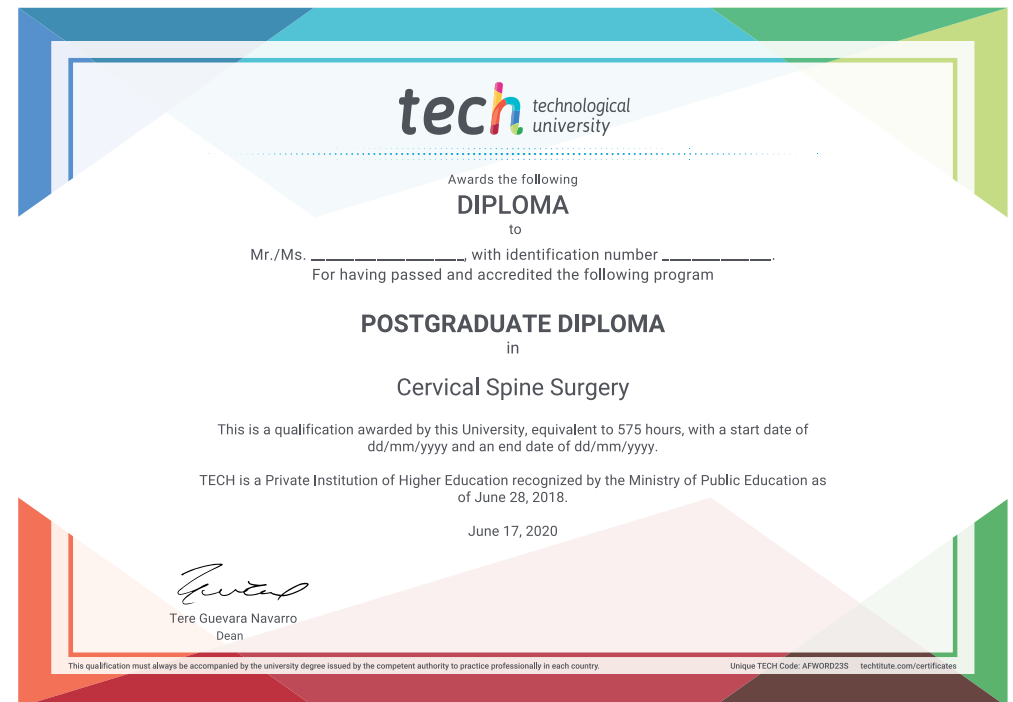 tech technological
university
Awards the following
DIPLOMA
to
Mr./Ms. ____________________, with identification number ______________.
For having passed and accredited the following program
POSTGRADUATE DIPLOMA
in
Cervical Spine Surgery
This is a qualification awarded by this University, equivalent to 575 hours, with a start date of
dd/mm/yyyy and an end date of dd/mm/yyyy.
TECH is a Private Institution of Higher Education recognized by the Ministry of Public Education as
of June 28, 2018.
June 17, 2020
Tere Guevara Navarro
Dean
This qualification must always be accompanied by the university degree issued by the competent authority to practice professionally in each country.
Unique TECH Code: AFWORD23S techtitute.com/certificates